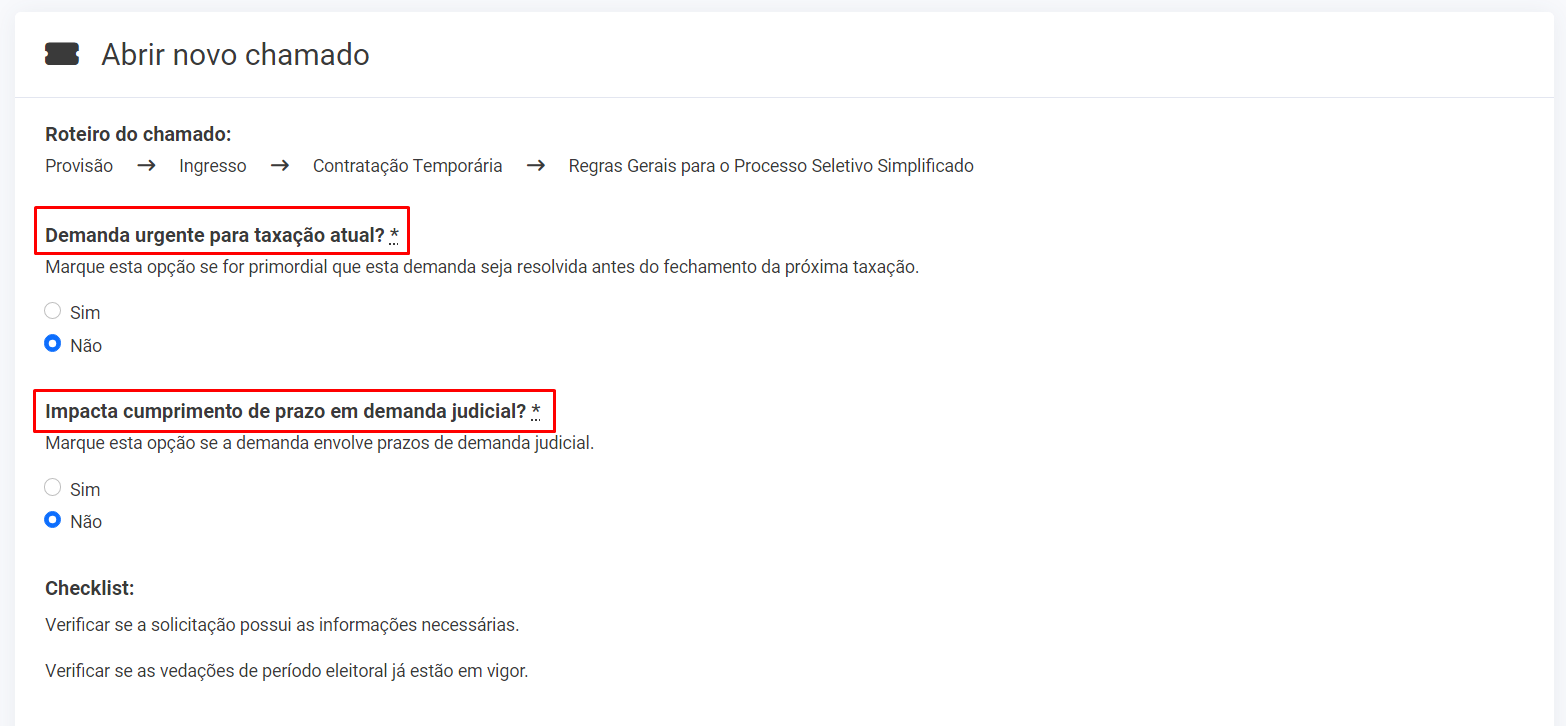 Abrir novo chamado
Roteiro do chamado:
Provisão → Ingresso → Contratação Temporária → Regras Gerais para o Processo Seletivo Simplificado
Demanda urgente para taxação atual? *
Marque esta opção se for primordial que esta demanda seja resolvida antes do fechamento da próxima taxação.
Sim
Não
Impacta cumprimento de prazo em demanda judicial? *
Marque esta opção se a demanda envolve prazos de demanda judicial.
Sim
Não
Checklist:
Verificar se a solicitação possui as informações necessárias.
Verificar se as vedações de período eleitoral já estão em vigor.